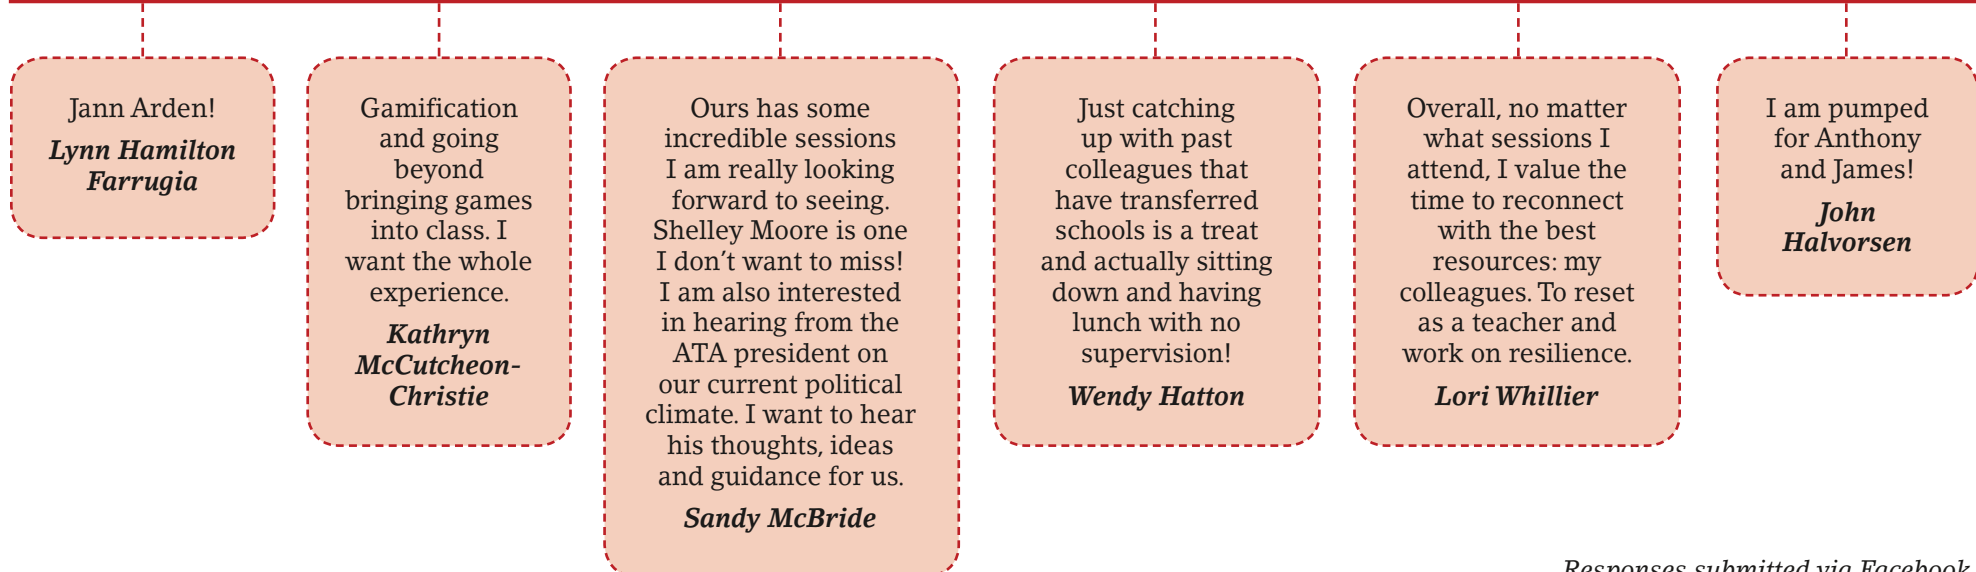 Jann Arden!
Lynn Hamilton
Farrugia
Gamification
and going
beyond
bringing games
into class. I
want the whole
experience.
Kathryn
McCutcheon-
Christie
Ours has some
incredible sessions
I am really looking
forward to seeing.
Shelley Moore is one
I don’t want to miss!
I am also interested
in hearing from the
ATA president on
our current political
climate. I want to hear
his thoughts, ideas
and guidance for us.
Sandy McBride
Just catching
up with past
colleagues that
have transferred
schools is a treat
and actually sitting
down and having
lunch with no
supervision!
Wendy Hatton
Overall, no matter
what sessions I
attend, I value the
time to reconnect
with the best
resources: my
colleagues. To reset
as a teacher and
work on resilience.
Lori Whillier
I am pumped
for Anthony
and James!
John
Halvorsen
Responses submitted via Facebook